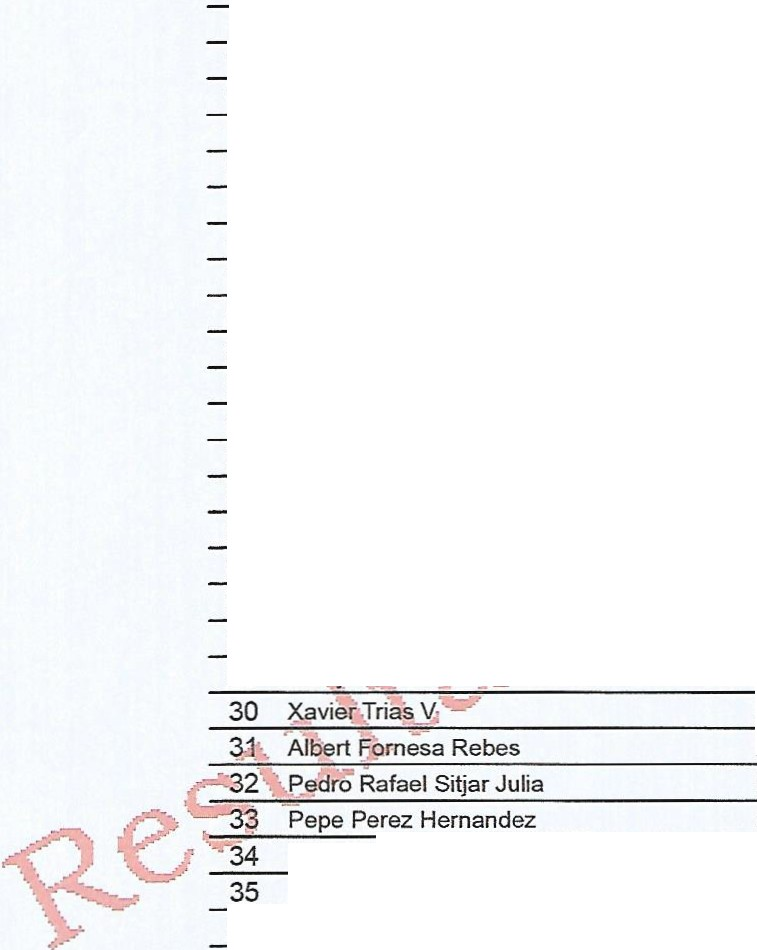 30 Xavier Trias V.
31 Albert Fornesa Rebes
32 Pedro Rafael Sitjar Julia
33 Pepe Perez Hernandez
34
35